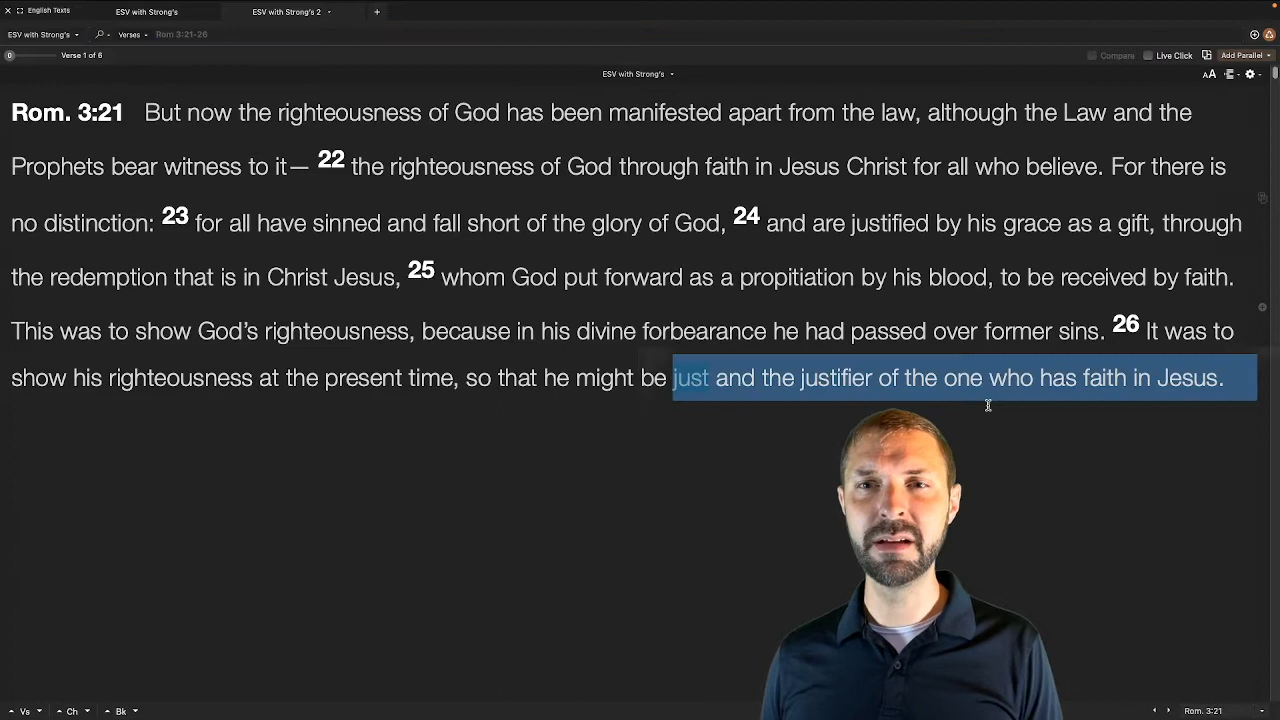 English Texts
ESV with Strong's
ESV with Strong's 2
ESV with Strong's
Verses
Rom 3:21-26
0
Verse 1 of 6
Compare
Live Click
Add Parallel
ESV with Strong's
AA
Rom. 3:21 But now the righteousness of God has been manifested apart from the law, although the Law and the
Prophets bear witness to it— 22 the righteousness of God through faith in Jesus Christ for all who believe. For there is
no distinction: 23 for all have sinned and fall short of the glory of God, 24 and are justified by his grace as a gift, through
the redemption that is in Christ Jesus, 25 whom God put forward as a propitiation by his blood, to be received by faith.
This was to show God’s righteousness, because in his divine forbearance he had passed over former sins. 26 It was to
show his righteousness at the present time, so that he might be just and the justifier of the one who has faith in Jesus.
Vs
Ch
Bk
Rom. 3:21